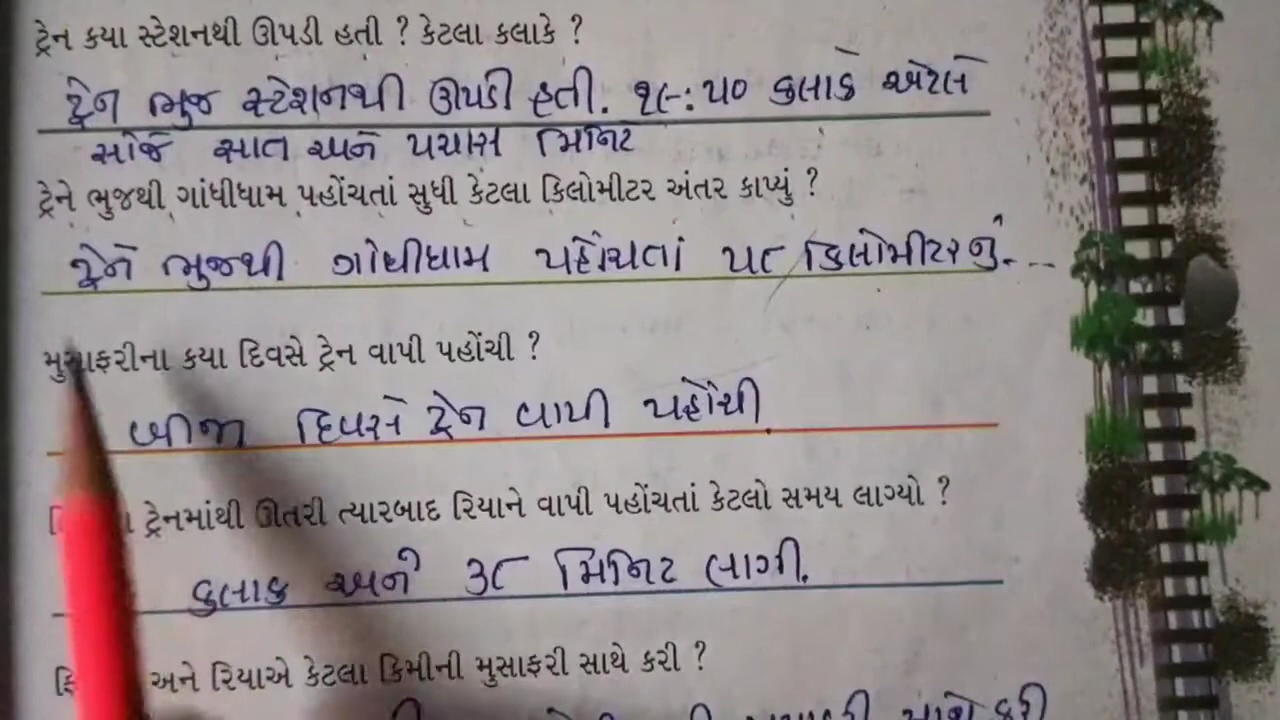 ટ્રેન કયા સ્ટેશનથી ઊપડી હતી ? કેટલા કલાકે ?
ટ્રેન ભુજ સ્ટેશનથી ઊપડી હતી. ૧૯:૫૦ કલાકે એટલે
સાંજે સાત અને પચાસ મિનિટ
ટ્રેને ભુજથી ગાંધીધામ પહોંચતાં સુધી કેટલા કિલોમીટર અંતર કાપ્યું ?
ટ્રેને ભુજથી ગાંધીધામ પહોંચતાં ૫૮ કિલોમીટરનું
મુસાફરીના કયા દિવસે ટ્રેન વાપી પહોંચી ?
બીજા દિવસે ટ્રેન વાપી પહોંચી.
ટ્રેનમાંથી ઊતરી ત્યારબાદ રિયાને વાપી પહોંચતાં કેટલો સમય લાગ્યો ?
કલાક અને ૩૮ મિનિટ લાગી.
અને રિયાએ કેટલા કિમીની મુસાફરી સાથે કરી ?
સાથે કરી